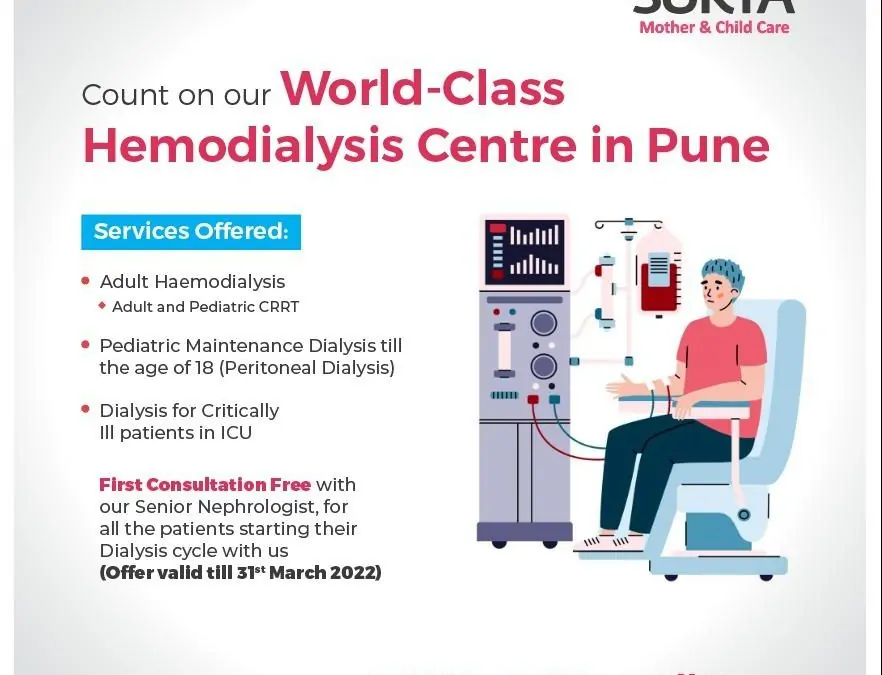 SURYA
Mother & Child Care
Count on our World-Class
Hemodialysis Centre in Pune
Services Offered:
• Adult Haemodialysis
◆ Adult and Pediatric CRRT
• Pediatric Maintenance Dialysis till
the age of 18 (Peritoneal Dialysis)
• Dialysis for Critically
Ill patients in ICU
First Consultation Free with
our Senior Nephrologist, for
all the patients starting their
Dialysis cycle with us
(Offer valid till 31st March 2022)